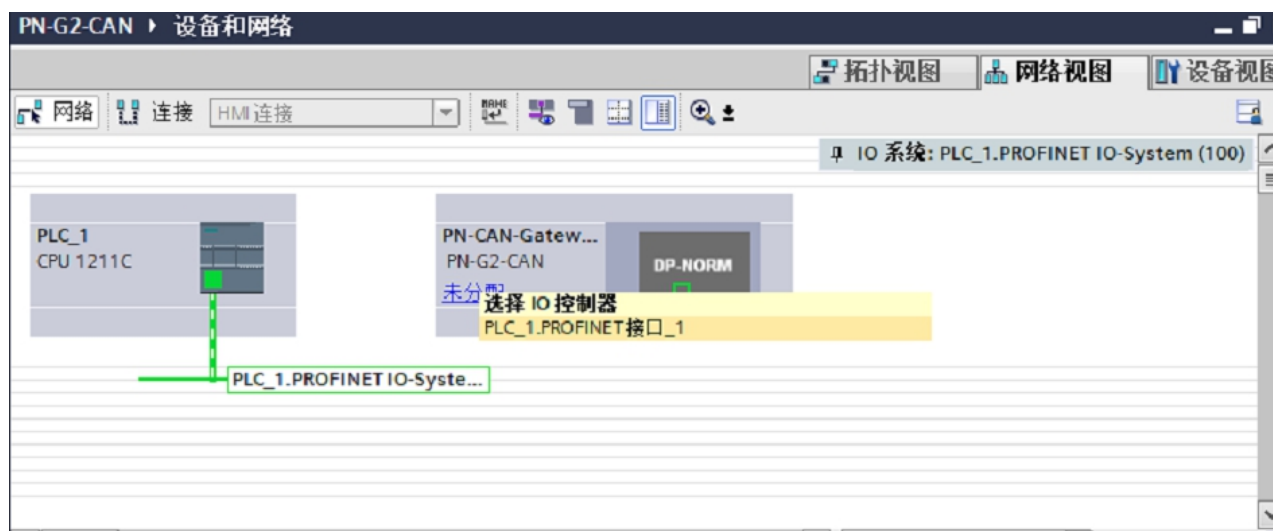 PN-G2-CAN ▸ 设备和网络
拓扑视图 网络视图 设备视图
网络 连接 HMI连接
IO 系统: PLC_1.PROFINET IO-System (100)
PLC_1
CPU 1211C
PN-CAN-Gatew...
PN-G2-CAN
DP-NORM
未分配
选择 IO 控制器
PLC_1.PROFINET接口_1
PLC_1.PROFINET IO-Syste...